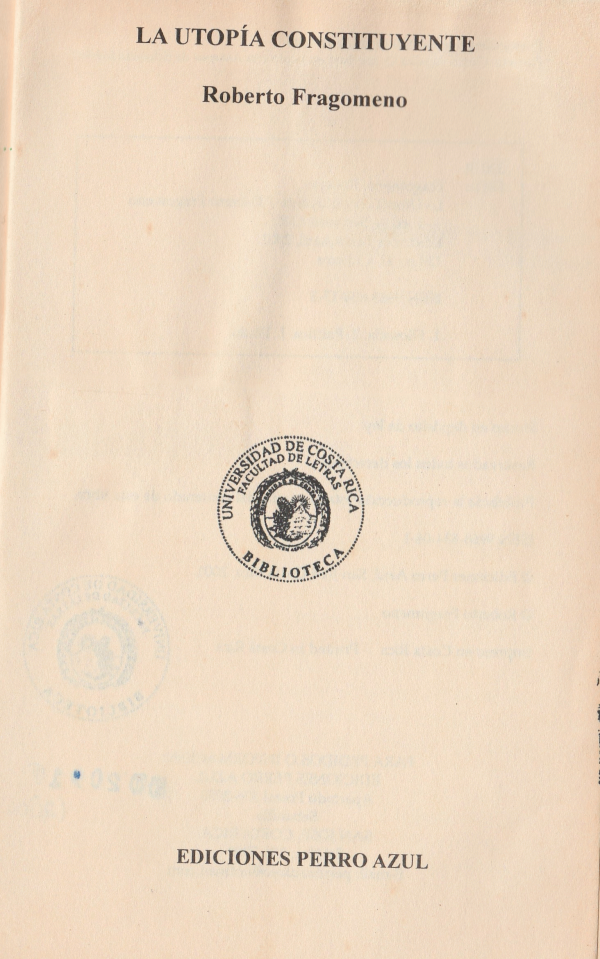 LA UTOPÍA CONSTITUYENTE
Roberto Fragomeno
UNIVERSIDAD DE COSTA RICA
FACULTAD DE LETRAS
BIBLIOTECA
EDICIONES PERRO AZUL